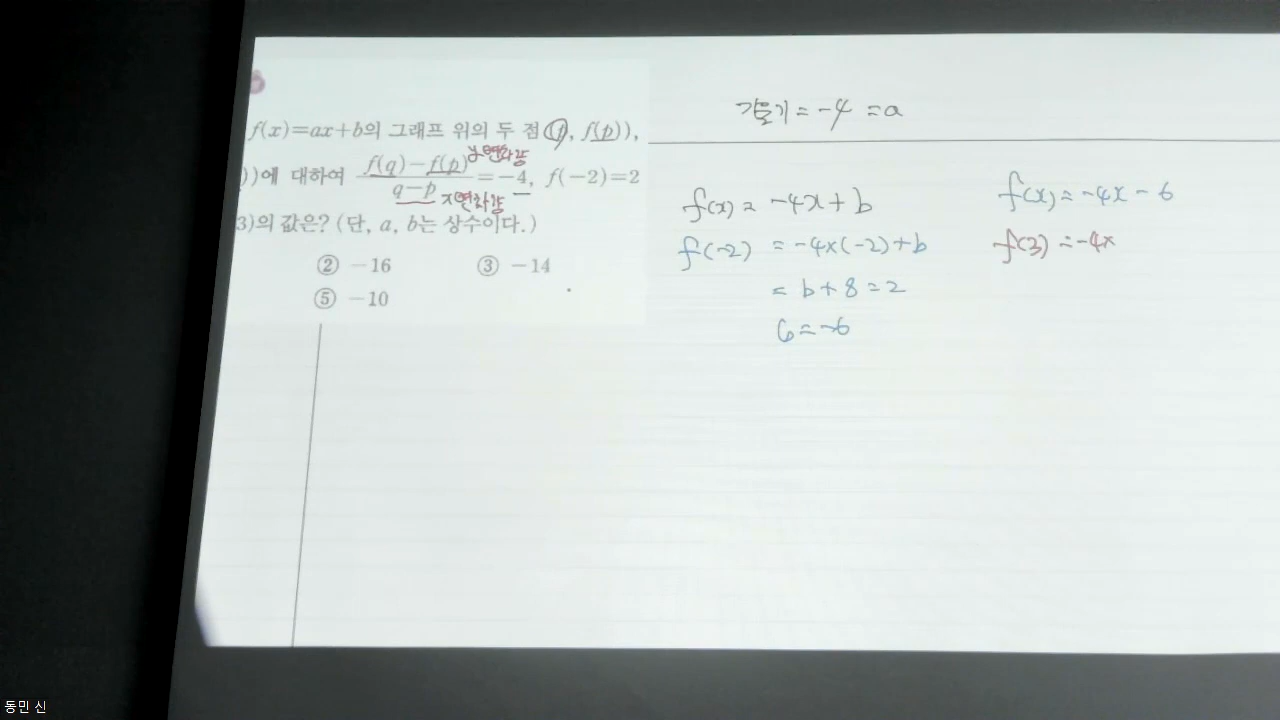 f(x)=ax+b의 그래프 위의 두 점(p, f(p)),
))에 대하여 f(q)-f(p)/q-p=-4, f(-2)=2
y변화량
x변화량
3)의 값은? (단, a, b는 상수이다.)
② -16 ③ -14
⑤ -10
기울기 = -4 = a
f(x) = -4x+b
f(-2) = -4×(-2)+b
= b+8=2
b=-6
f(x)=-4x-6
f(3) =-4×
동민 신